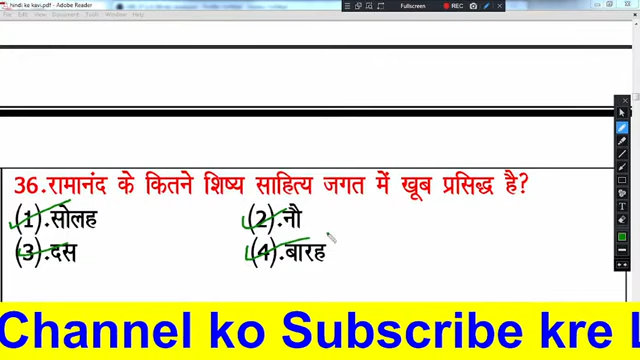 hindi ke kavi.pdf - Adobe Reader
File Edit View Document Tools Window Help
Fullscreen
REC
36.रामानंद के कितने शिष्य साहित्य जगत में खूब प्रसिद्ध है?
(1).सोलह (2).नौ
(3).दस (4).बारह
Channel ko Subscribe kre L